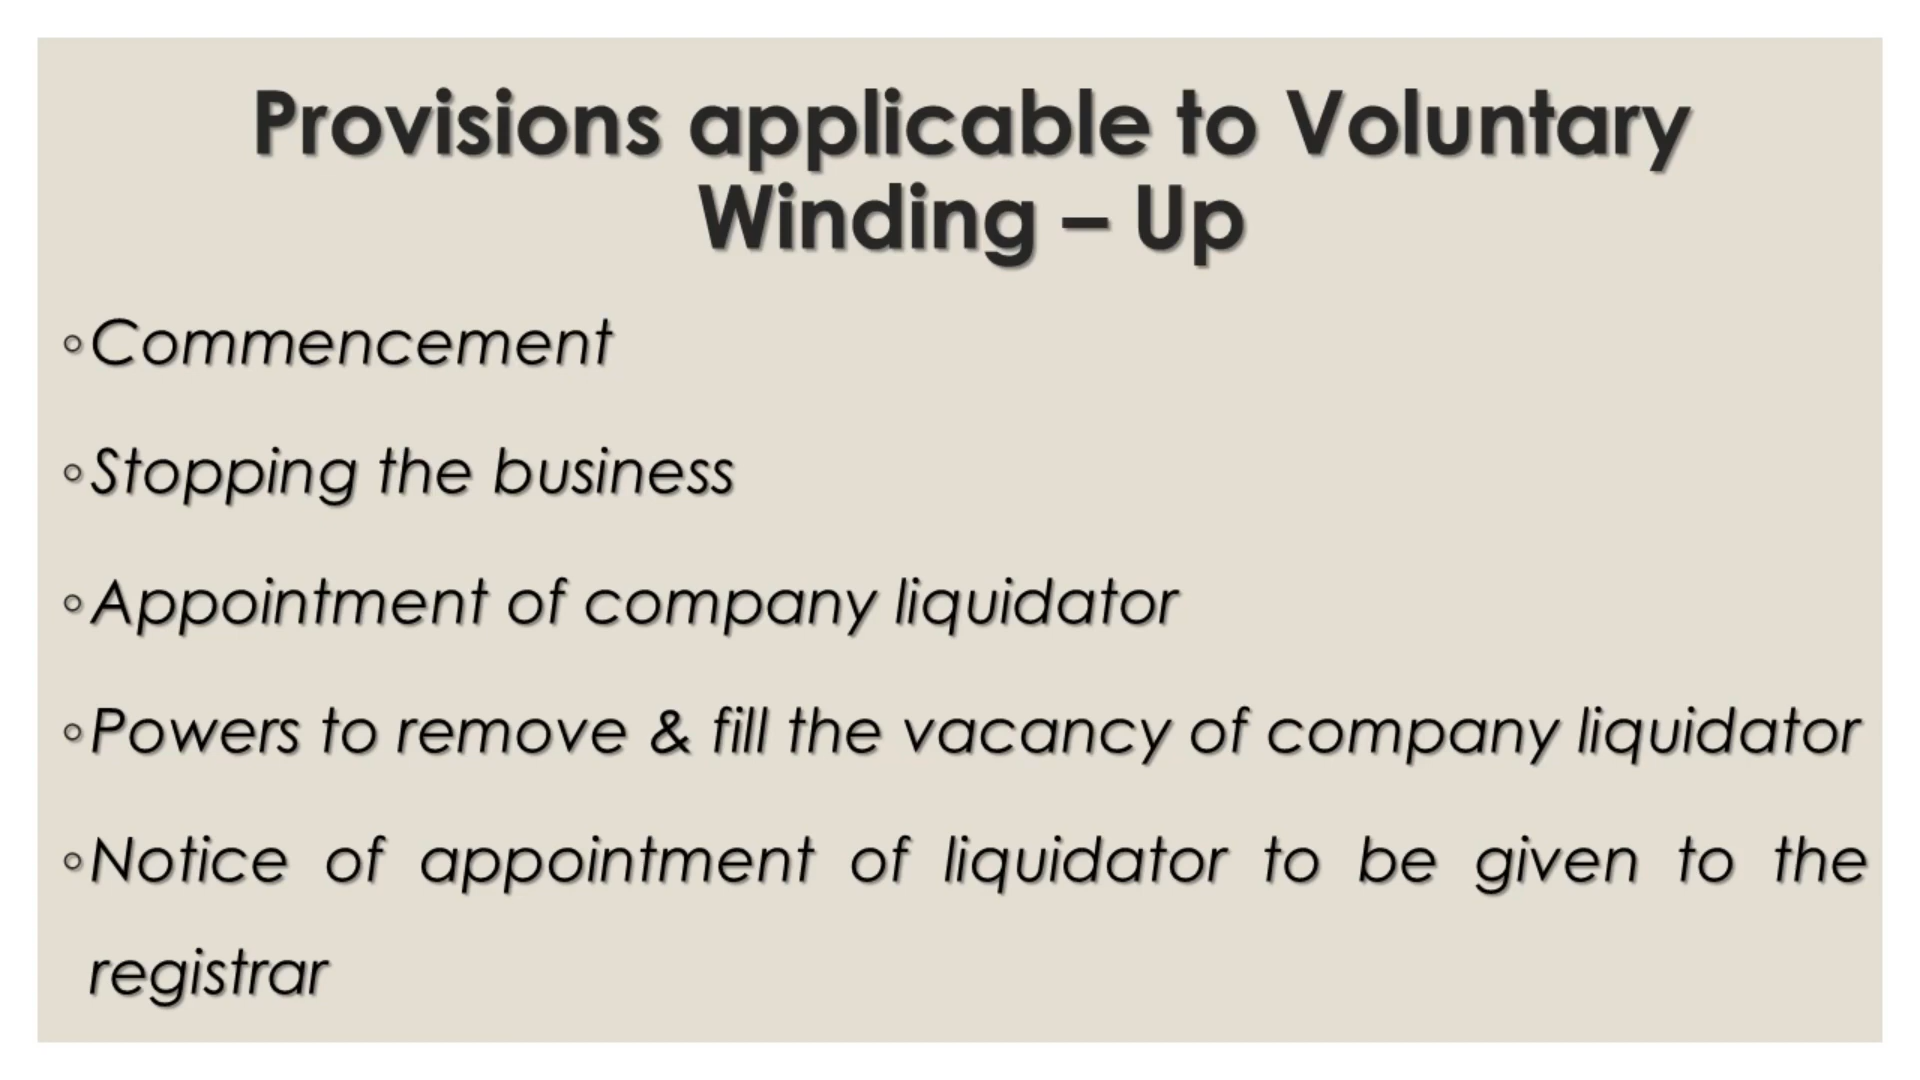 Provisions applicable to Voluntary
Winding – Up
◦Commencement
◦Stopping the business
◦Appointment of company liquidator
◦Powers to remove & fill the vacancy of company liquidator
◦Notice of appointment of liquidator to be given to the
registrar